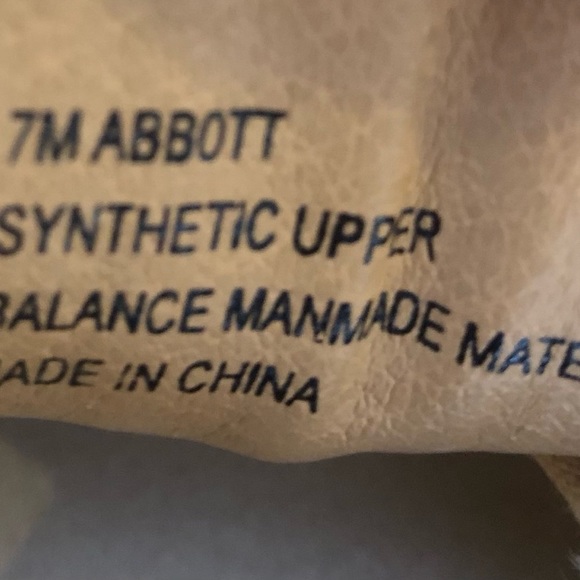 7M ABBOTT
SYNTHETIC UPPER
BALANCE MANMADE MATE
ADE IN CHINA